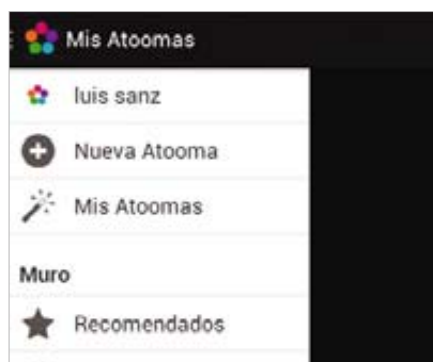 Mis Atoomas
luis sanz
Nueva Atooma
Mis Atoomas
Muro
Recomendados